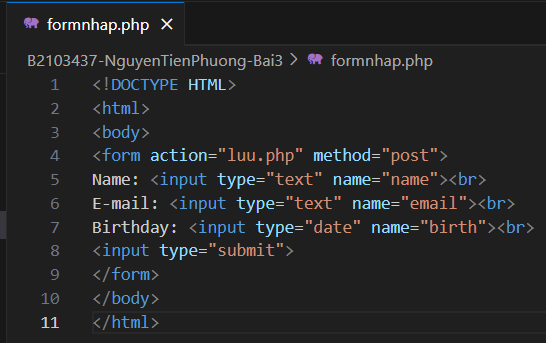 formnhap.php
B2103437-NguyenTienPhuong-Bai3 > formnhap.php
1 <!DOCTYPE HTML>
2 <html>
3 <body>
4 <form action="luu.php" method="post">
5 Name: <input type="text" name="name"><br>
6 E-mail: <input type="text" name="email"><br>
7 Birthday: <input type="date" name="birth"><br>
8 <input type="submit">
9 </form>
10 </body>
11 </html>